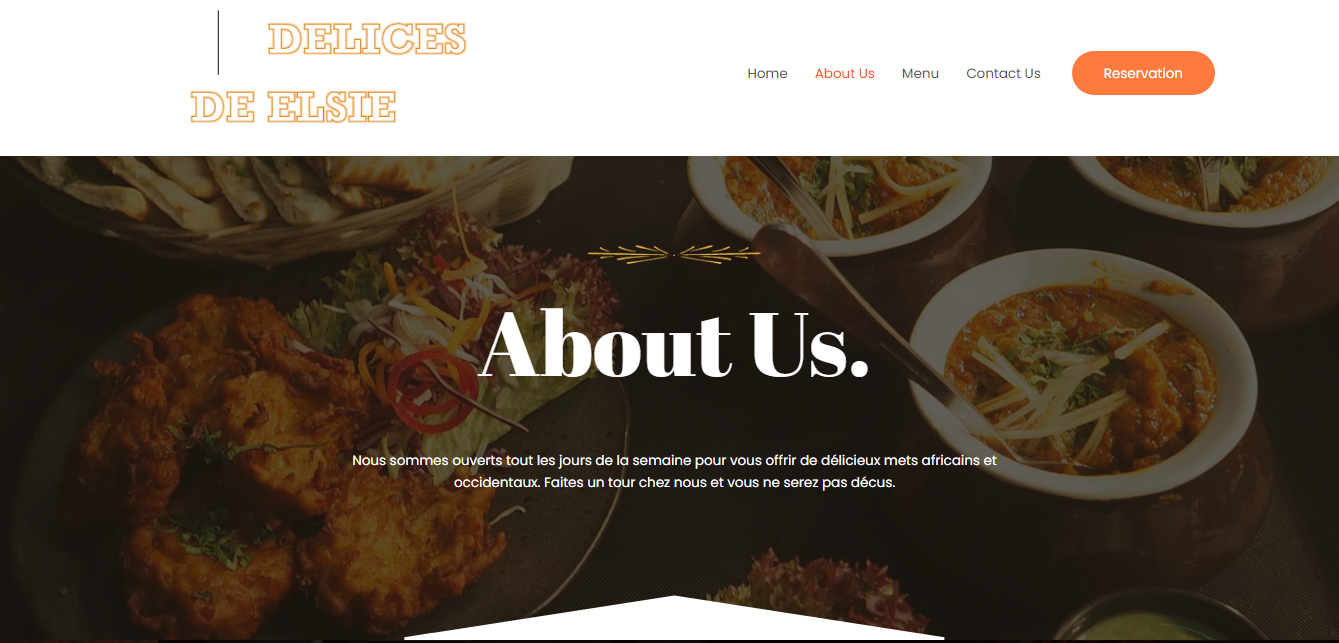 DELICES
DE ELSIE
Home About Us Menu Contact Us Reservation
About Us.
Nous sommes ouverts tout les jours de la semaine pour vous offrir de délicieux mets africains et
occidentaux. Faites un tour chez nous et vous ne serez pas décus.